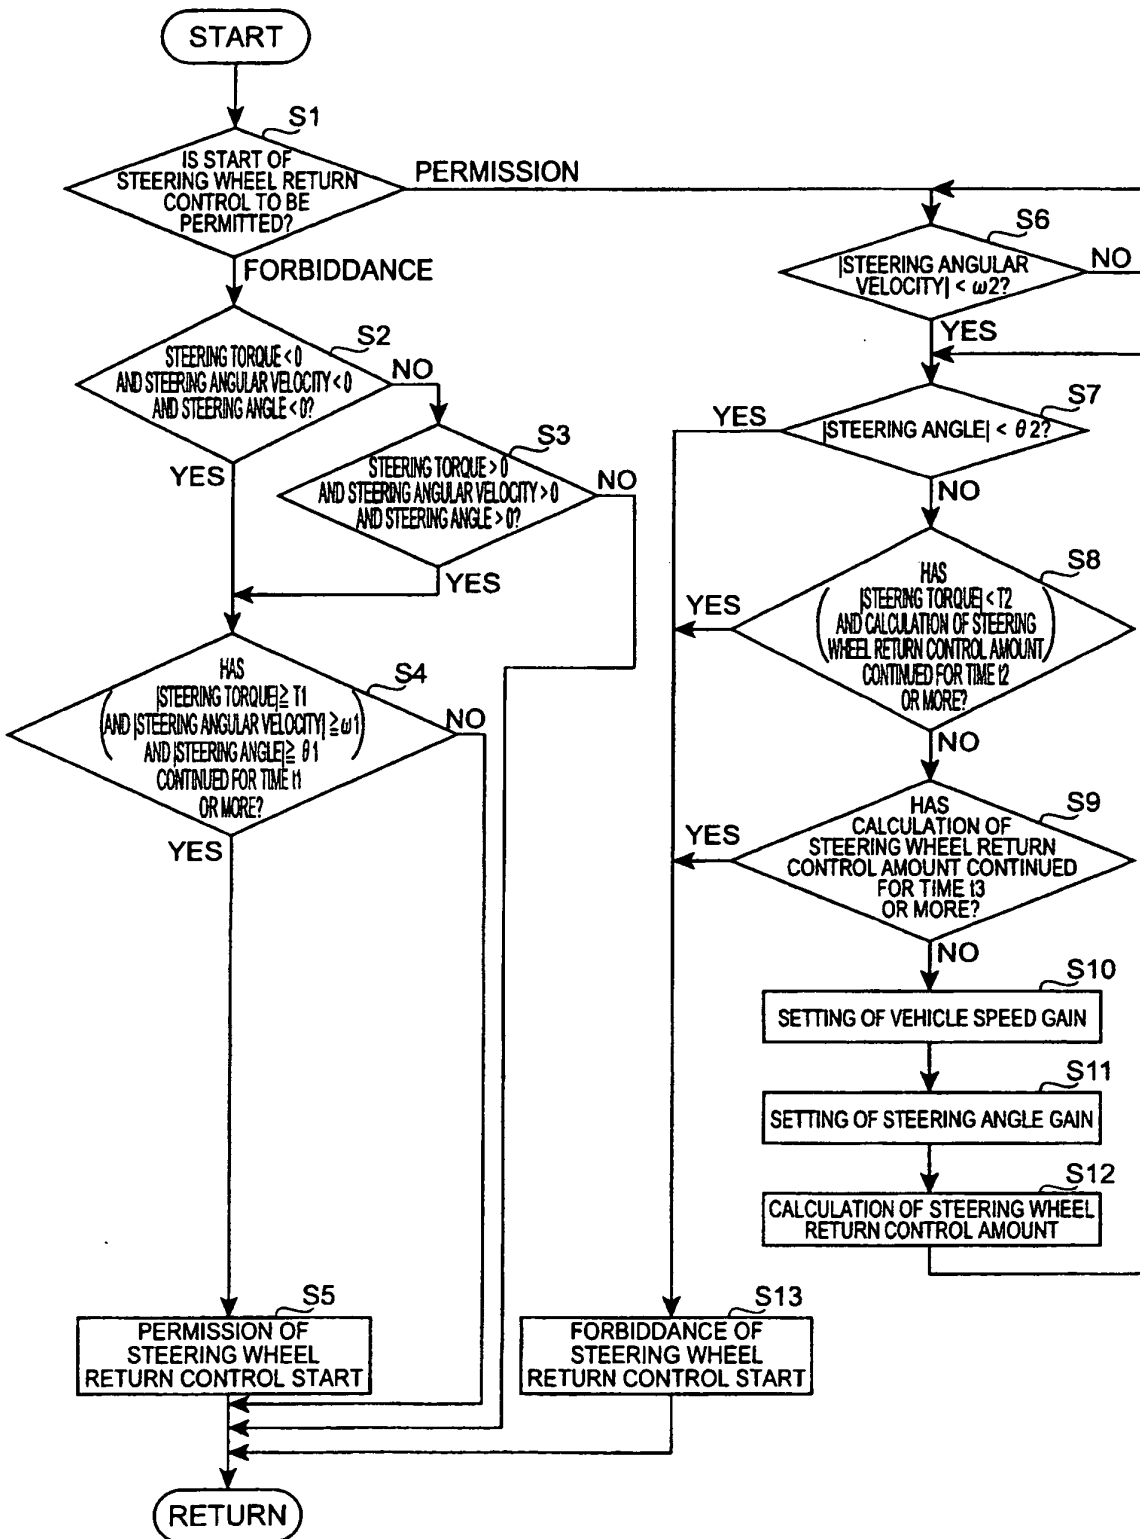 START
S1
IS START OF
STEERING WHEEL RETURN
CONTROL TO BE
PERMITTED?
PERMISSION
FORBIDDANCE
S2
STEERING TORQUE < 0
AND STEERING ANGULAR VELOCITY < 0
AND STEERING ANGLE < 0?
NO
YES
S3
STEERING TORQUE > 0
AND STEERING ANGULAR VELOCITY > 0
AND STEERING ANGLE > 0?
NO
YES
S4
HAS
|STEERING TORQUE| ≧ T1
AND |STEERING ANGULAR VELOCITY| ≧ ω1
AND |STEERING ANGLE| ≧ θ1
CONTINUED FOR TIME t1
OR MORE?
NO
YES
S5
PERMISSION OF
STEERING WHEEL
RETURN CONTROL START
S6
|STEERING ANGULAR
VELOCITY| < ω2?
NO
YES
S7
|STEERING ANGLE| < θ2?
YES
NO
S8
HAS
|STEERING TORQUE| < T2
AND CALCULATION OF STEERING
WHEEL RETURN CONTROL AMOUNT
CONTINUED FOR TIME t2
OR MORE?
YES
NO
S9
HAS
CALCULATION OF
STEERING WHEEL RETURN
CONTROL AMOUNT CONTINUED
FOR TIME t3
OR MORE?
YES
NO
S10
SETTING OF VEHICLE SPEED GAIN
S11
SETTING OF STEERING ANGLE GAIN
S12
CALCULATION OF STEERING WHEEL
RETURN CONTROL AMOUNT
S13
FORBIDDANCE OF
STEERING WHEEL
RETURN CONTROL START
RETURN